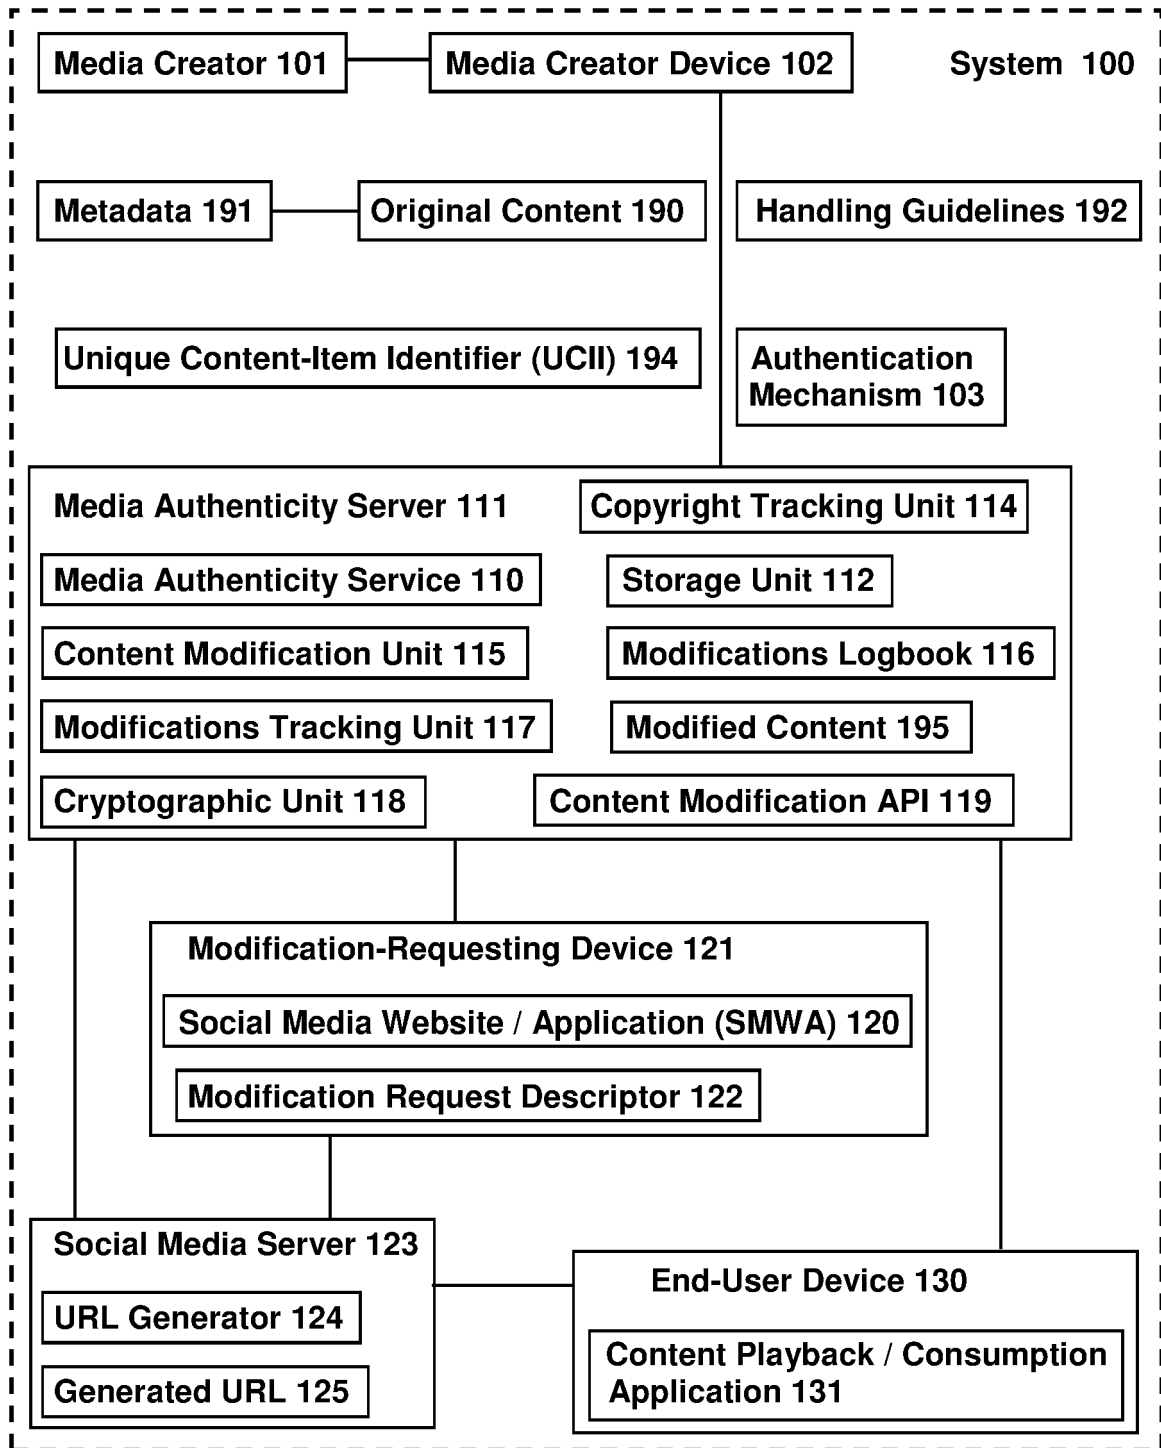 Media Creator 101
Media Creator Device 102
System 100
Metadata 191
Original Content 190
Handling Guidelines 192
Unique Content-Item Identifier (UCII) 194
Authentication
Mechanism 103
Media Authenticity Server 111
Copyright Tracking Unit 114
Media Authenticity Service 110
Storage Unit 112
Content Modification Unit 115
Modifications Logbook 116
Modifications Tracking Unit 117
Modified Content 195
Cryptographic Unit 118
Content Modification API 119
Modification-Requesting Device 121
Social Media Website / Application (SMWA) 120
Modification Request Descriptor 122
Social Media Server 123
URL Generator 124
Generated URL 125
End-User Device 130
Content Playback / Consumption
Application 131